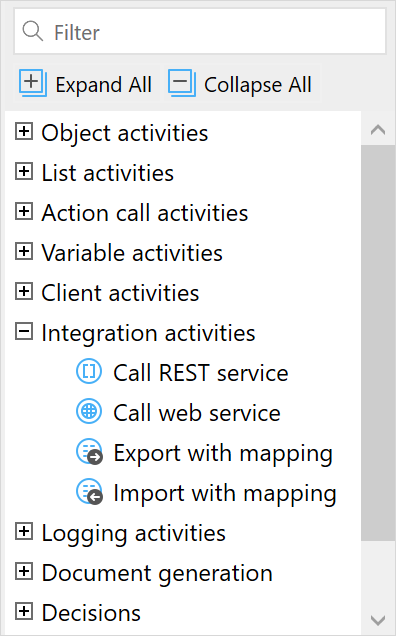 Filter
Expand All Collapse All
Object activities
List activities
Action call activities
Variable activities
Client activities
Integration activities
Call REST service
Call web service
Export with mapping
Import with mapping
Logging activities
Document generation
Decisions